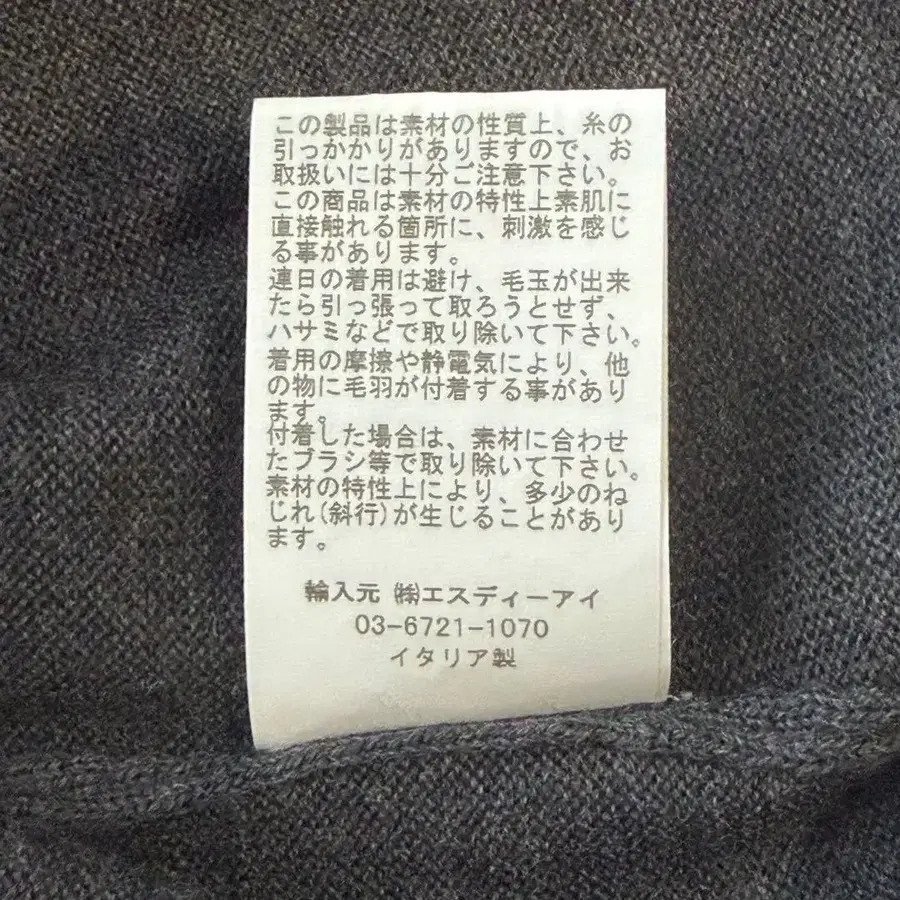 この製品は素材の性質上、糸の
引っかかりがありますので、お
取扱いには十分ご注意下さい。
この商品は素材の特性上素肌に
直接触れる箇所に、刺激を感じ
る事があります。
連日の着用は避け、毛玉が出来
たら引っ張って取ろうとせず、
ハサミなどで取り除いて下さい。
着用の摩擦や静電気により、他
の物に毛羽が付着する事があり
ます。
付着した場合は、素材に合わせ
たブラシ等で取り除いて下さい。
素材の特性上により、多少のね
じれ(斜行)が生じることがあり
ます。
輸入元 ㈱エスディーアイ
03-6721-1070
イタリア製